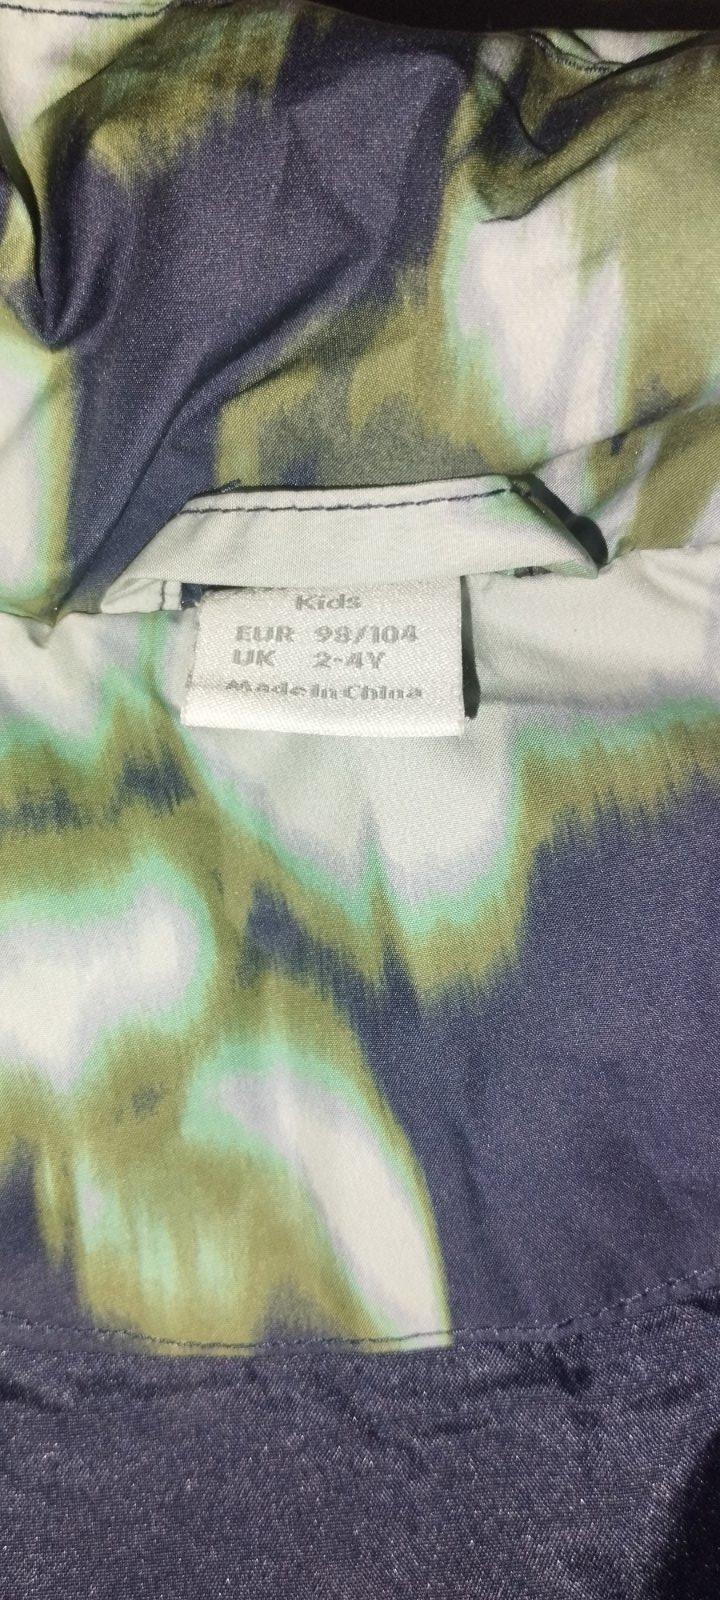 Kids
EUR 98/104
UK 2-4Y
Made in China